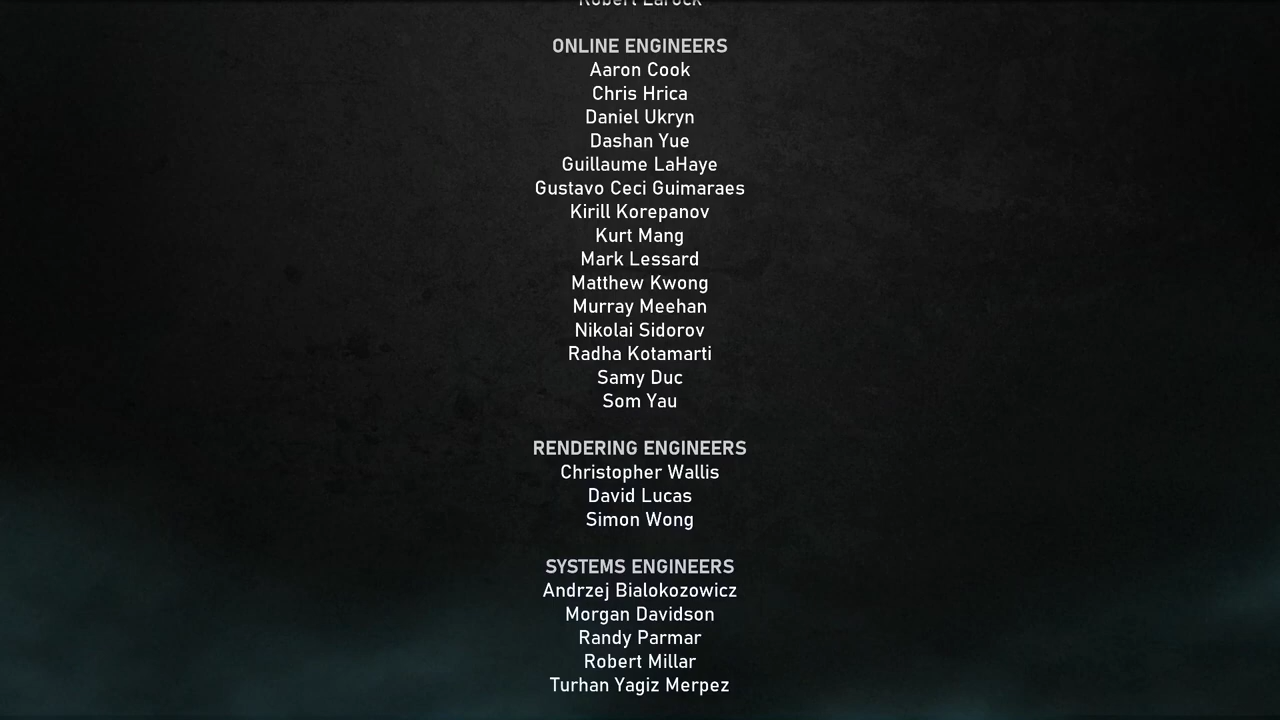 Robert Larock
ONLINE ENGINEERS
Aaron Cook
Chris Hrica
Daniel Ukryn
Dashan Yue
Guillaume LaHaye
Gustavo Ceci Guimaraes
Kirill Korepanov
Kurt Mang
Mark Lessard
Matthew Kwong
Murray Meehan
Nikolai Sidorov
Radha Kotamarti
Samy Duc
Som Yau
RENDERING ENGINEERS
Christopher Wallis
David Lucas
Simon Wong
SYSTEMS ENGINEERS
Andrzej Bialokozowicz
Morgan Davidson
Randy Parmar
Robert Millar
Turhan Yagiz Merpez